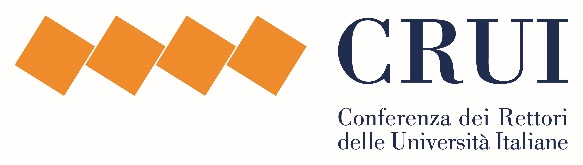 CRUI
Conferenza dei Rettori
delle Università Italiane